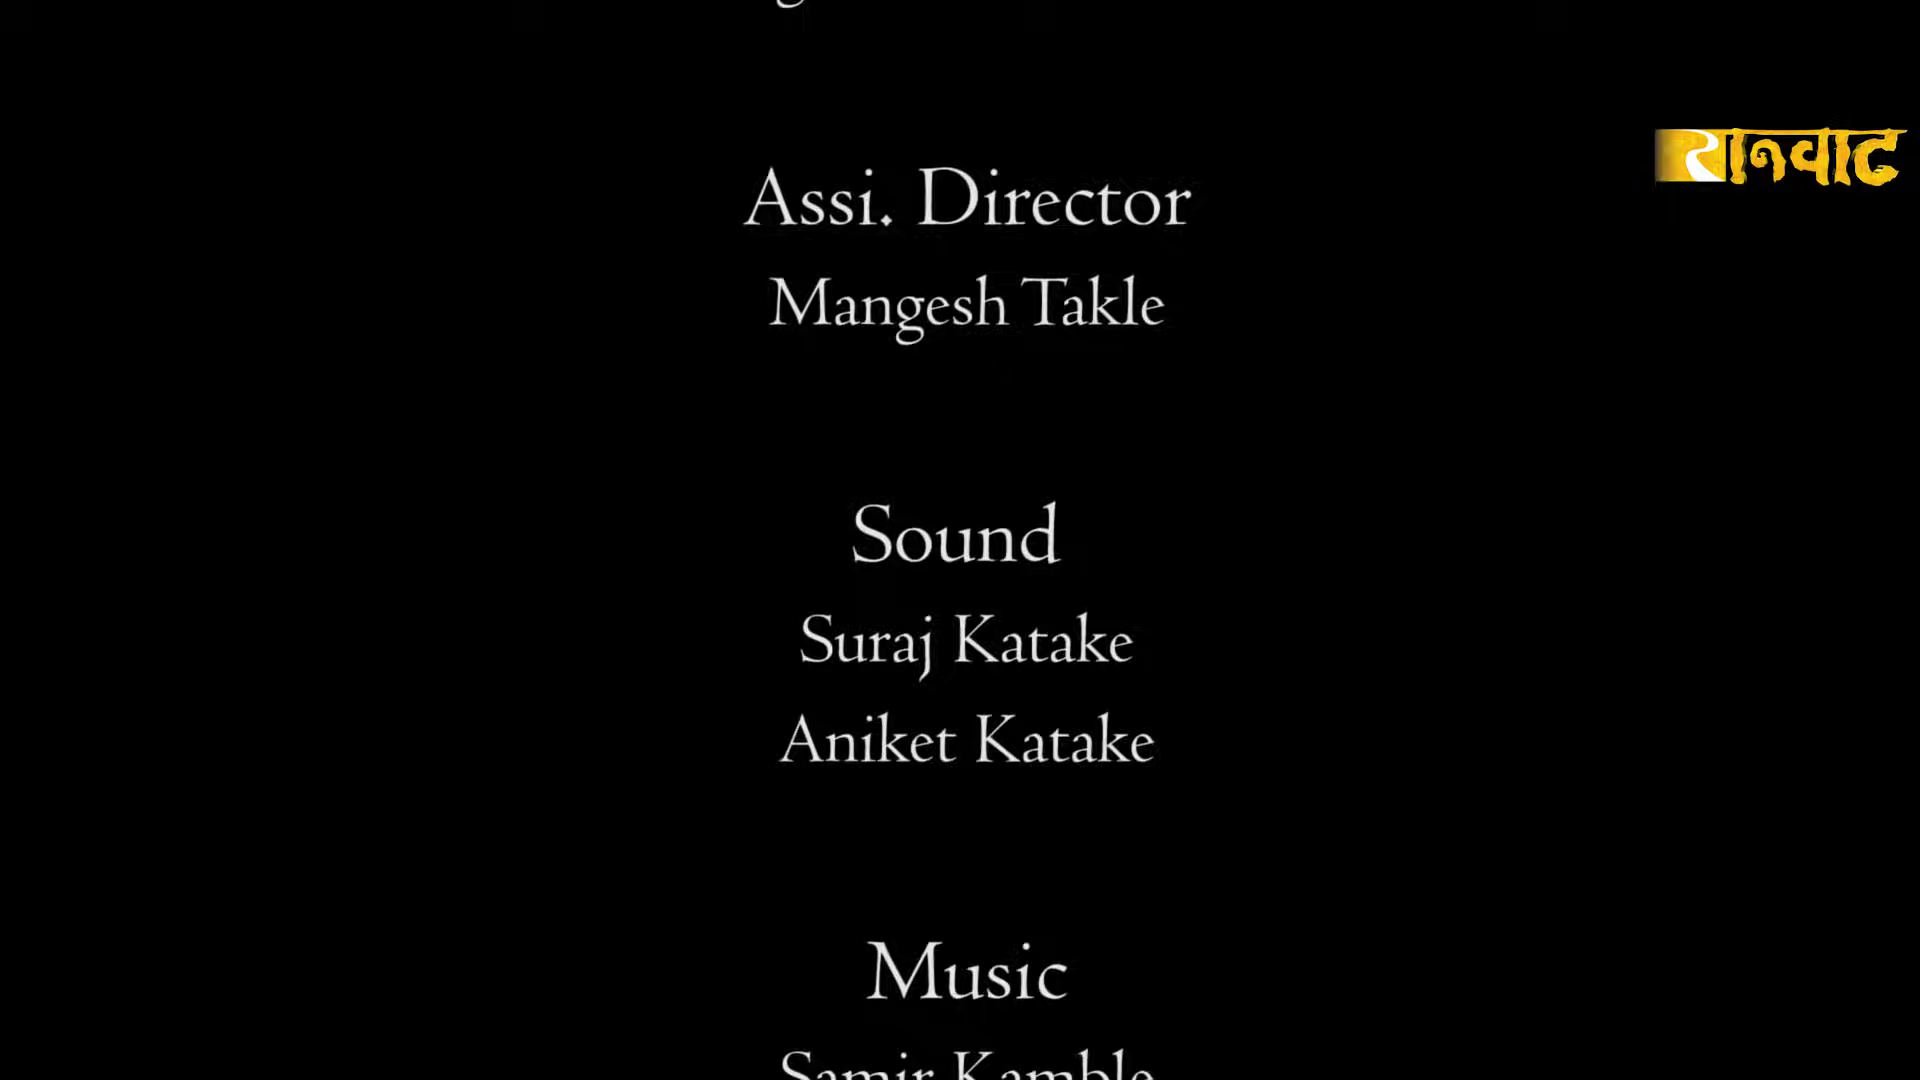 रानवाट
Assi. Director
Mangesh Takle
Sound
Suraj Katake
Aniket Katake
Music
Samir Kamble